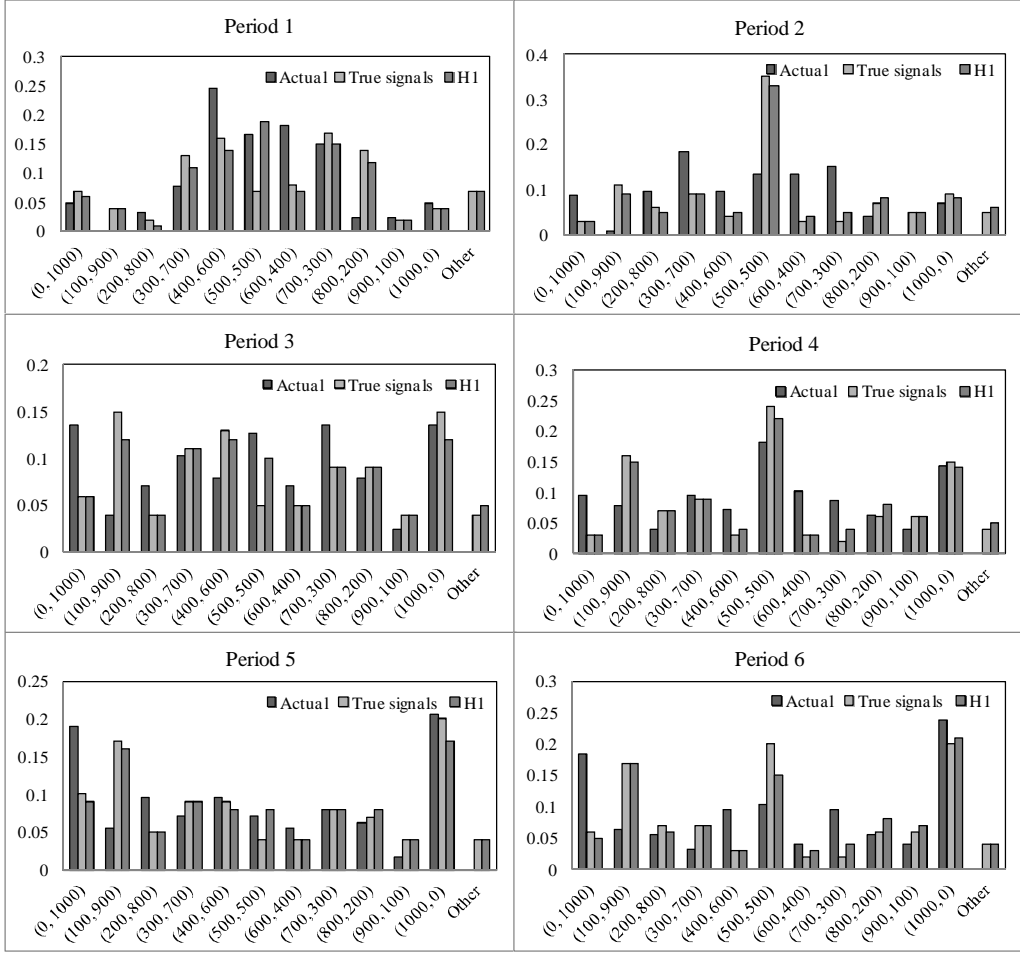 Period 1
Actual True signals H1
0.3
0.25
0.2
0.15
0.1
0.05
0
(0, 1000) (100, 900) (200, 800) (300, 700) (400, 600) (500, 500) (600, 400) (700, 300) (800, 200) (900, 100) (1000, 0) Other
Period 2
Actual True signals H1
0.4
0.3
0.2
0.1
0
(0, 1000) (100, 900) (200, 800) (300, 700) (400, 600) (500, 500) (600, 400) (700, 300) (800, 200) (900, 100) (1000, 0) Other
Period 3
Actual True signals H1
0.2
0.15
0.1
0.05
0
(0, 1000) (100, 900) (200, 800) (300, 700) (400, 600) (500, 500) (600, 400) (700, 300) (800, 200) (900, 100) (1000, 0) Other
Period 4
Actual True signals H1
0.3
0.25
0.2
0.15
0.1
0.05
0
(0, 1000) (100, 900) (200, 800) (300, 700) (400, 600) (500, 500) (600, 400) (700, 300) (800, 200) (900, 100) (1000, 0) Other
Period 5
Actual True signals H1
0.25
0.2
0.15
0.1
0.05
0
(0, 1000) (100, 900) (200, 800) (300, 700) (400, 600) (500, 500) (600, 400) (700, 300) (800, 200) (900, 100) (1000, 0) Other
Period 6
Actual True signals H1
0.3
0.25
0.2
0.15
0.1
0.05
0
(0, 1000) (100, 900) (200, 800) (300, 700) (400, 600) (500, 500) (600, 400) (700, 300) (800, 200) (900, 100) (1000, 0) Other